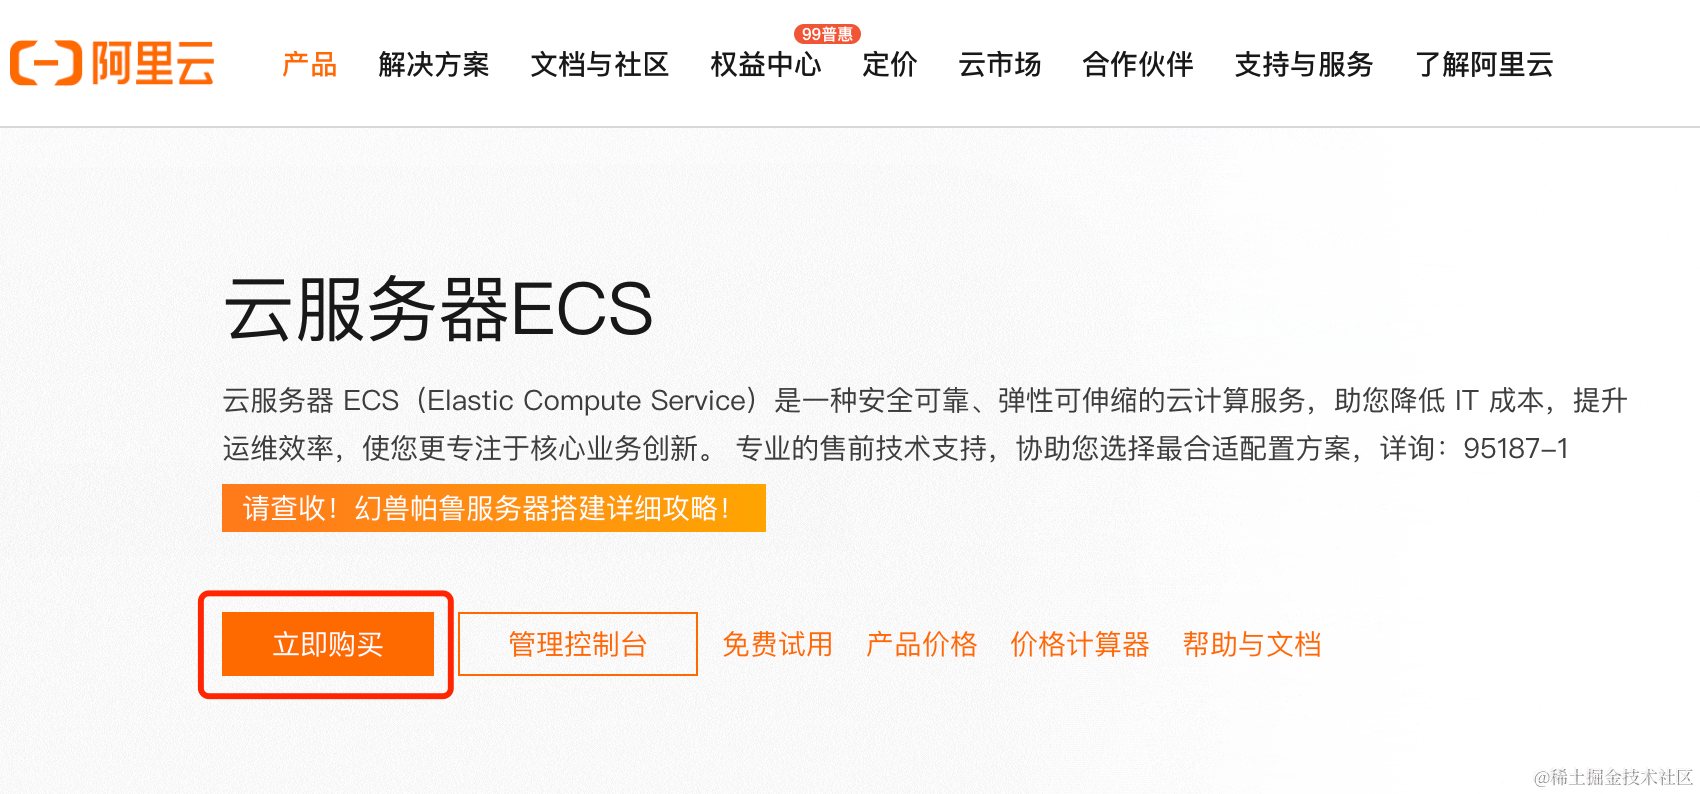 阿里云
产品 解决方案 文档与社区 权益中心 99普惠 定价 云市场 合作伙伴 支持与服务 了解阿里云
云服务器ECS
云服务器 ECS（Elastic Compute Service）是一种安全可靠、弹性可伸缩的云计算服务，助您降低 IT 成本，提升
运维效率，使您更专注于核心业务创新。 专业的售前技术支持，协助您选择最合适配置方案，详询：95187-1
请查收！幻兽帕鲁服务器搭建详细攻略！
立即购买 管理控制台 免费试用 产品价格 价格计算器 帮助与文档
@稀土掘金技术社区